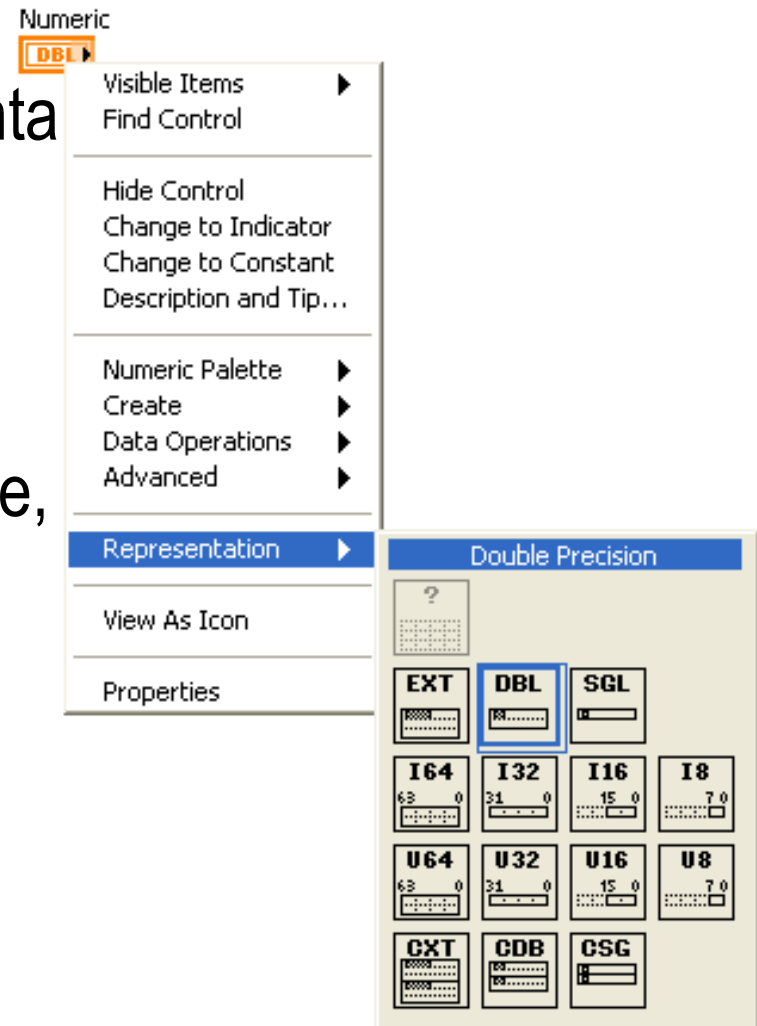 Numeric
DBL
Visible Items
nta
Find Control
Hide Control
Change to Indicator
Change to Constant
Description and Tip...
Numeric Palette
Create
Data Operations
Advanced
e,
Representation
Double Precision
?
View As Icon
Properties
EXT DBL SGL
I64 I32 I16 I8
63 0 31 0 15 0 7 0
U64 U32 U16 U8
63 0 31 0 15 0 7 0
CXT CDB CSG